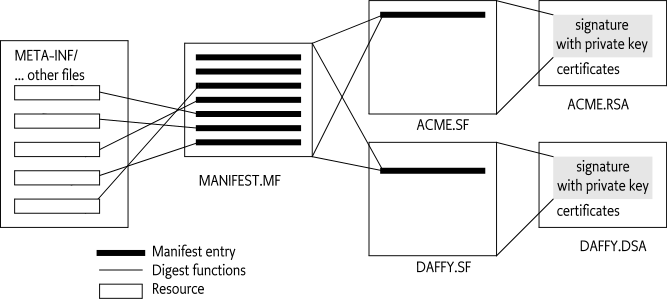 META-INF/
... other files
MANIFEST.MF
ACME.SF
signature
with private key
certificates
ACME.RSA
DAFFY.SF
signature
with private key
certificates
DAFFY.DSA
Manifest entry
Digest functions
Resource